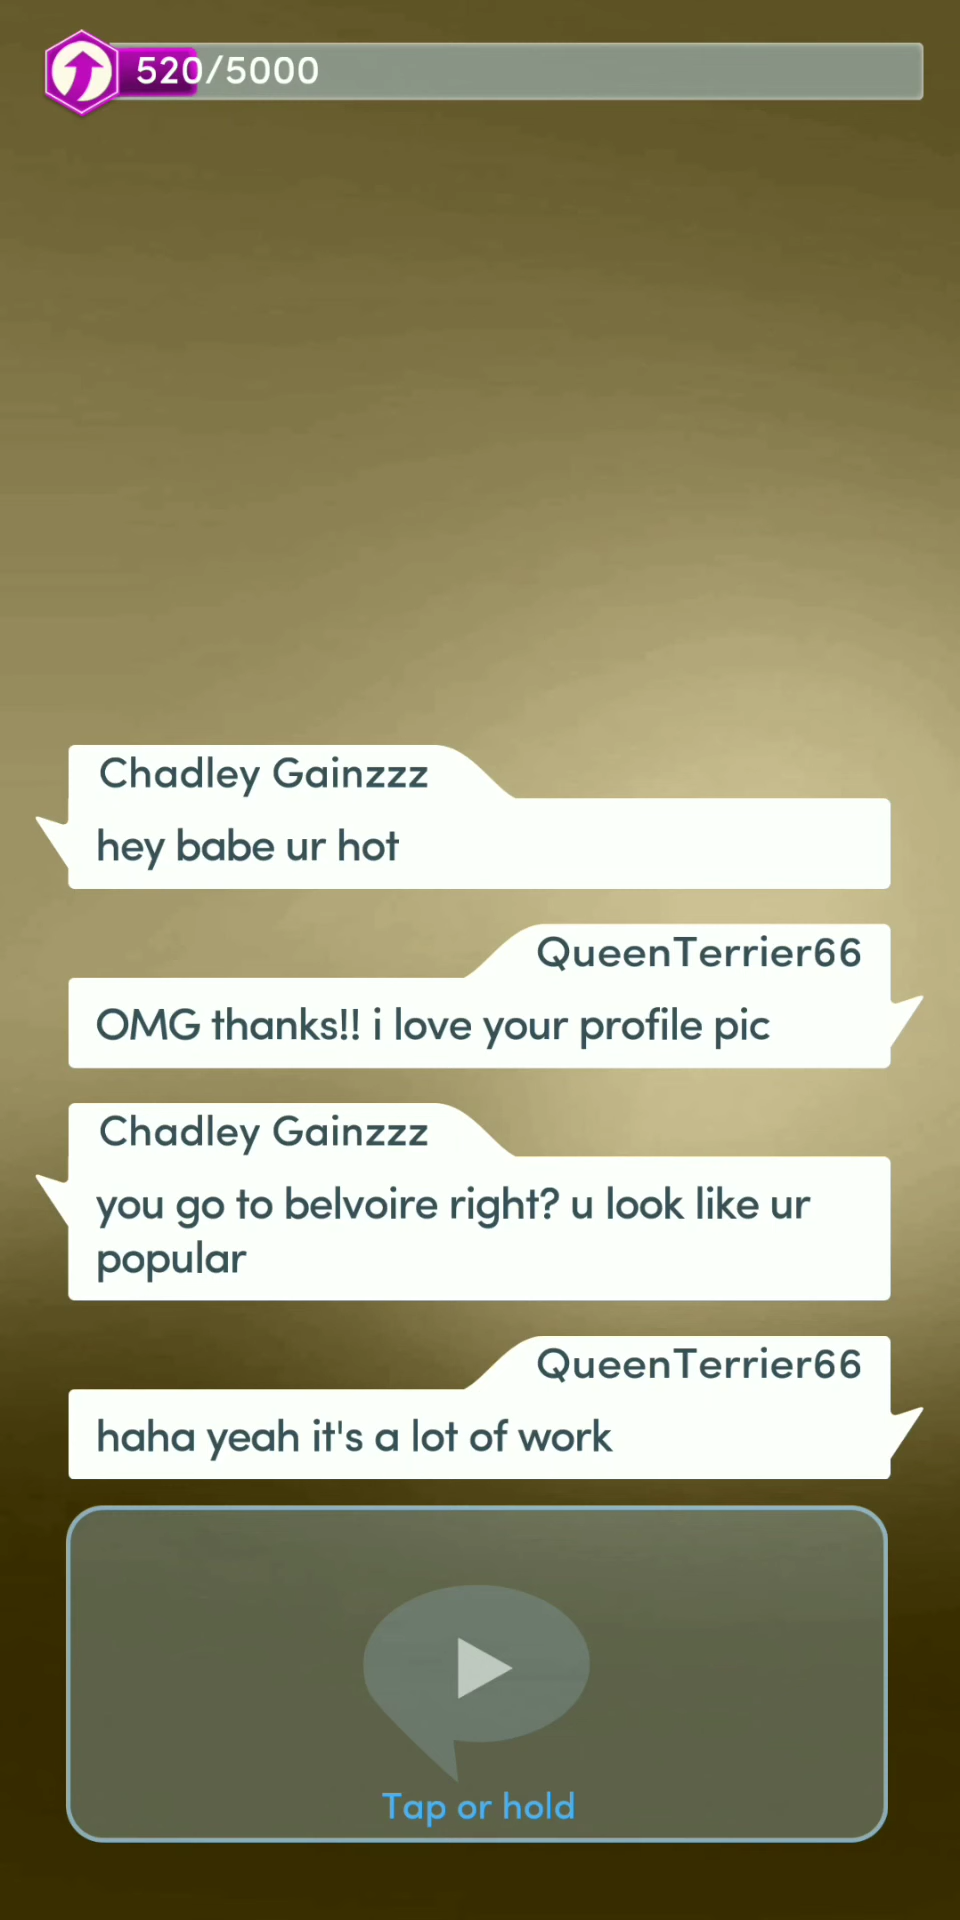 520/5000
Chadley Gainzzz
hey babe ur hot
QueenTerrier66
OMG thanks!! i love your profile pic
Chadley Gainzzz
you go to belvoire right? u look like ur
popular
QueenTerrier66
haha yeah it's a lot of work
Tap or hold